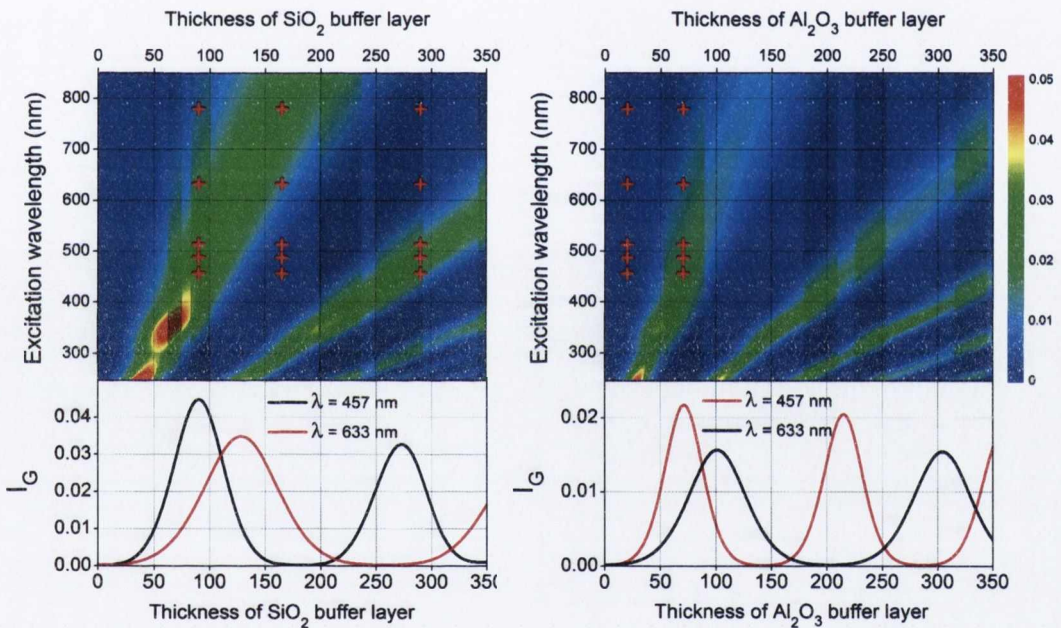 Thickness of SiO2 buffer layer
0 50 100 150 200 250 300 350
Excitation wavelength (nm)
800
700
600
500
400
300
0.04
0.03
0.02
0.01
0.00
IG
λ = 457 nm
λ = 633 nm
0 50 100 150 200 250 300 350
Thickness of SiO2 buffer layer
Thickness of Al2O3 buffer layer
0 50 100 150 200 250 300 350
Excitation wavelength (nm)
800
700
600
500
400
300
0.05
0.04
0.03
0.02
0.01
0
0.02
0.01
0.00
IG
λ = 457 nm
λ = 633 nm
0 50 100 150 200 250 300 350
Thickness of Al2O3 buffer layer